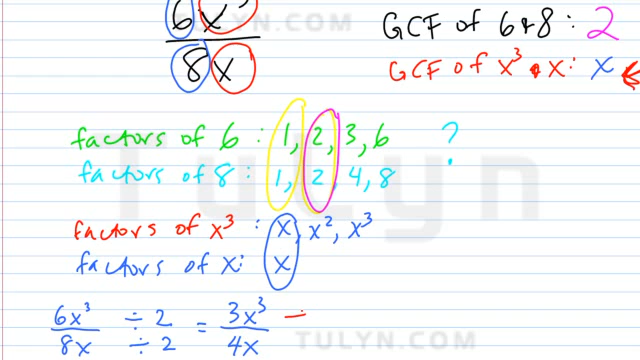 6x³
8x
GCF of 6 & 8 : 2
GCF of x³ & x : x
factors of 6 : 1, 2, 3, 6 ?
factors of 8 : 1, 2, 4, 8
factors of x³ : x, x², x³
factors of x : x
6x³ ÷ 2 = 3x³ ÷
8x ÷ 2 4x
TULYN.COM
Tulyn
TULYN.COM